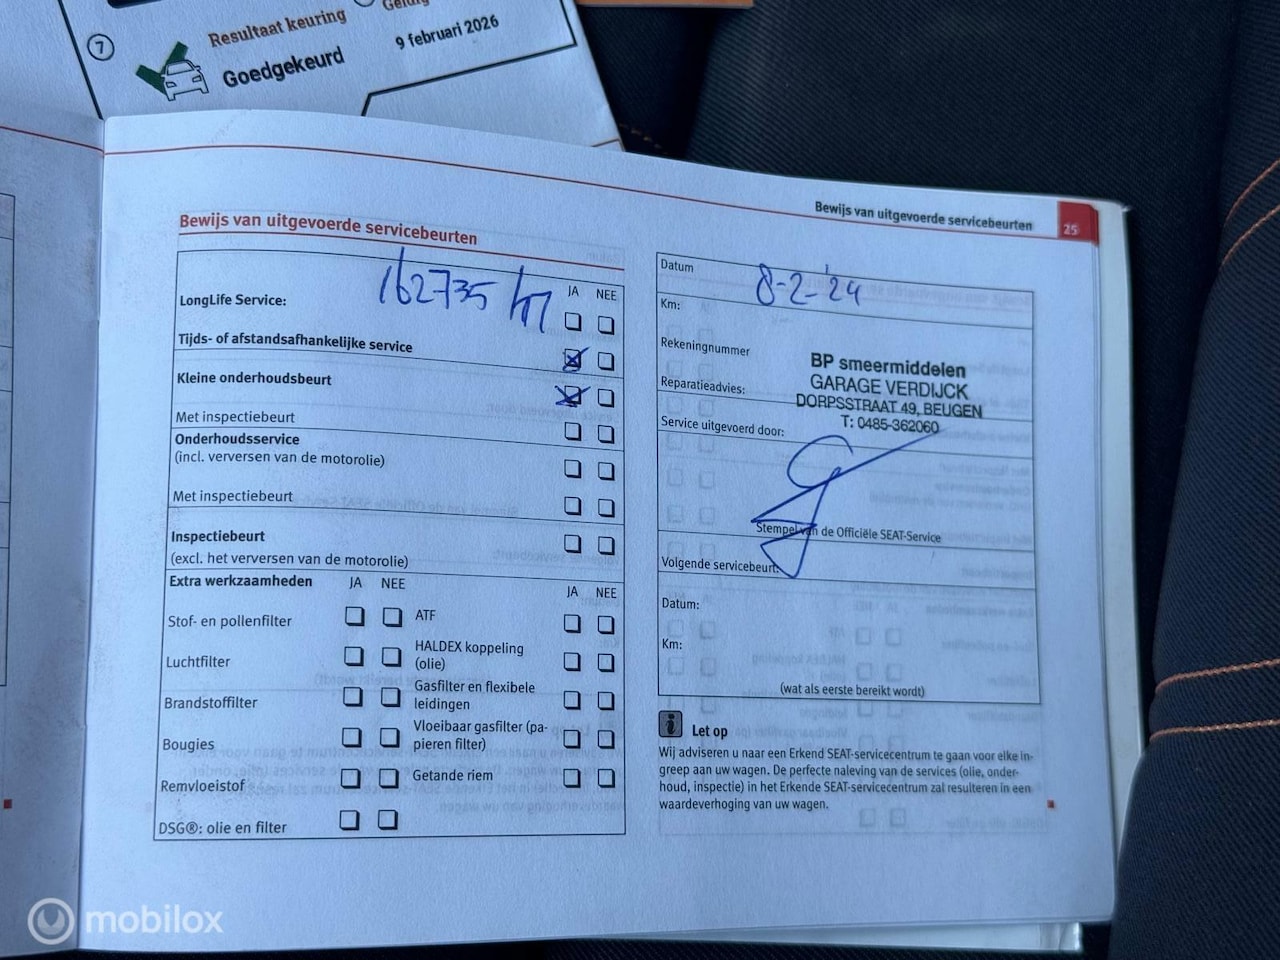 7
Resultaat keuring
Goedgekeurd
9 februari 2026
Bewijs van uitgevoerde servicebeurten
25
Bewijs van uitgevoerde servicebeurten
162735 km
JA NEE
LongLife Service:
Tijds- of afstandsafhankelijke service
Kleine onderhoudsbeurt
Met inspectiebeurt
Onderhoudsservice
(incl. verversen van de motorolie)
Met inspectiebeurt
Inspectiebeurt
(excl. het verversen van de motorolie)
Extra werkzaamheden JA NEE JA NEE
Stof- en pollenfilter
Luchtfilter
Brandstoffilter
Bougies
Remvloeistof
DSG®: olie en filter
ATF
HALDEX koppeling
(olie)
Gasfilter en flexibele
leidingen
Vloeibaar gasfilter (pa-
pieren filter)
Getande riem
Datum 8-2-'24
Km:
Rekeningnummer
Reparatieadvies:
BP smeermiddelen
GARAGE VERDIJCK
DORPSSTRAAT 49, BEUGEN
T: 0485-362060
Service uitgevoerd door:
Stempel van de Officiële SEAT-Service
Volgende servicebeurt:
Datum:
Km:
(wat als eerste bereikt wordt)
Let op
Wij adviseren u naar een Erkend SEAT-servicecentrum te gaan voor elke in-
greep aan uw wagen. De perfecte naleving van de services (olie, onder-
houd, inspectie) in het Erkende SEAT-servicecentrum zal resulteren in een
waardeverhoging van uw wagen.
mobilox